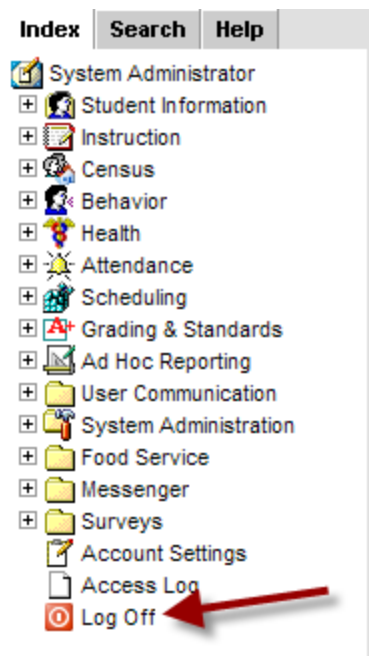 Index Search Help
System Administrator
Student Information
Instruction
Census
Behavior
Health
Attendance
Scheduling
A+ Grading & Standards
Ad Hoc Reporting
User Communication
System Administration
Food Service
Messenger
Surveys
Account Settings
Access Log
Log Off